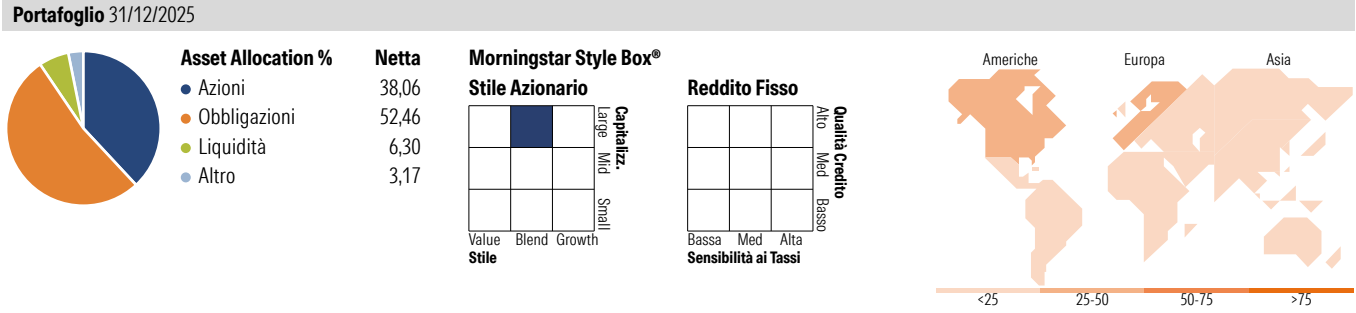 Portafoglio 31/12/2025
Asset Allocation % Netta
Azioni 38,06
Obbligazioni 52,46
Liquidità 6,30
Altro 3,17
Morningstar Style Box®
Stile Azionario
Large Mid Small
Capitalizz.
Value Blend Growth
Stile
Reddito Fisso
Alto Med Basso
Qualità Credito
Bassa Med Alta
Sensibilità ai Tassi
Americhe Europa Asia
<25 25-50 50-75 >75